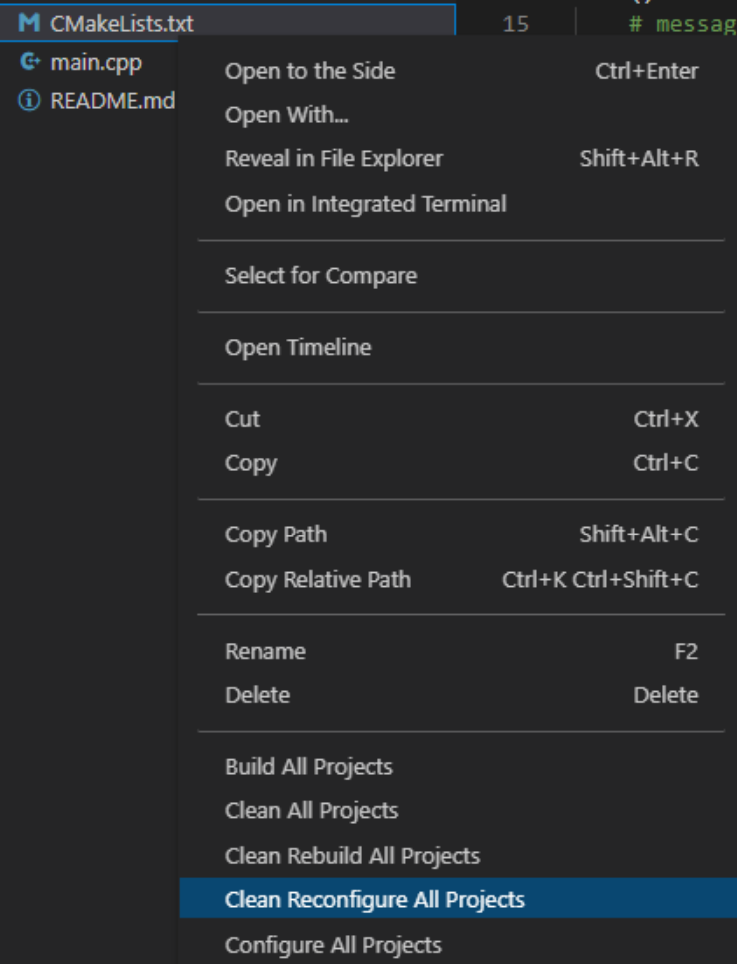 CMakeLists.txt
15 # messag
main.cpp
README.md
Open to the Side Ctrl+Enter
Open With...
Reveal in File Explorer Shift+Alt+R
Open in Integrated Terminal
Select for Compare
Open Timeline
Cut Ctrl+X
Copy Ctrl+C
Copy Path Shift+Alt+C
Copy Relative Path Ctrl+K Ctrl+Shift+C
Rename F2
Delete Delete
Build All Projects
Clean All Projects
Clean Rebuild All Projects
Clean Reconfigure All Projects
Configure All Projects